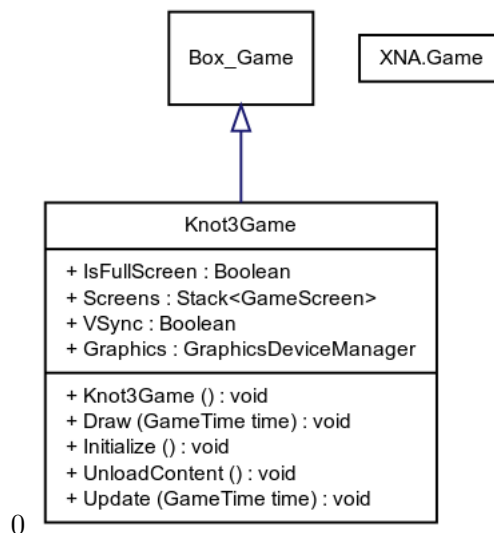 Box_Game
XNA.Game
Knot3Game
+ IsFullScreen : Boolean
+ Screens : Stack<GameScreen>
+ VSync : Boolean
+ Graphics : GraphicsDeviceManager
+ Knot3Game () : void
+ Draw (GameTime time) : void
+ Initialize () : void
+ UnloadContent () : void
+ Update (GameTime time) : void
0